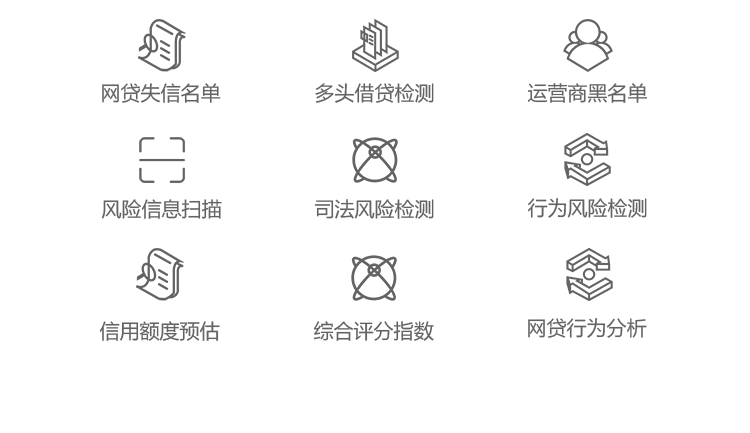 网贷失信名单
多头借贷检测
运营商黑名单
风险信息扫描
司法风险检测
行为风险检测
信用额度预估
综合评分指数
网贷行为分析